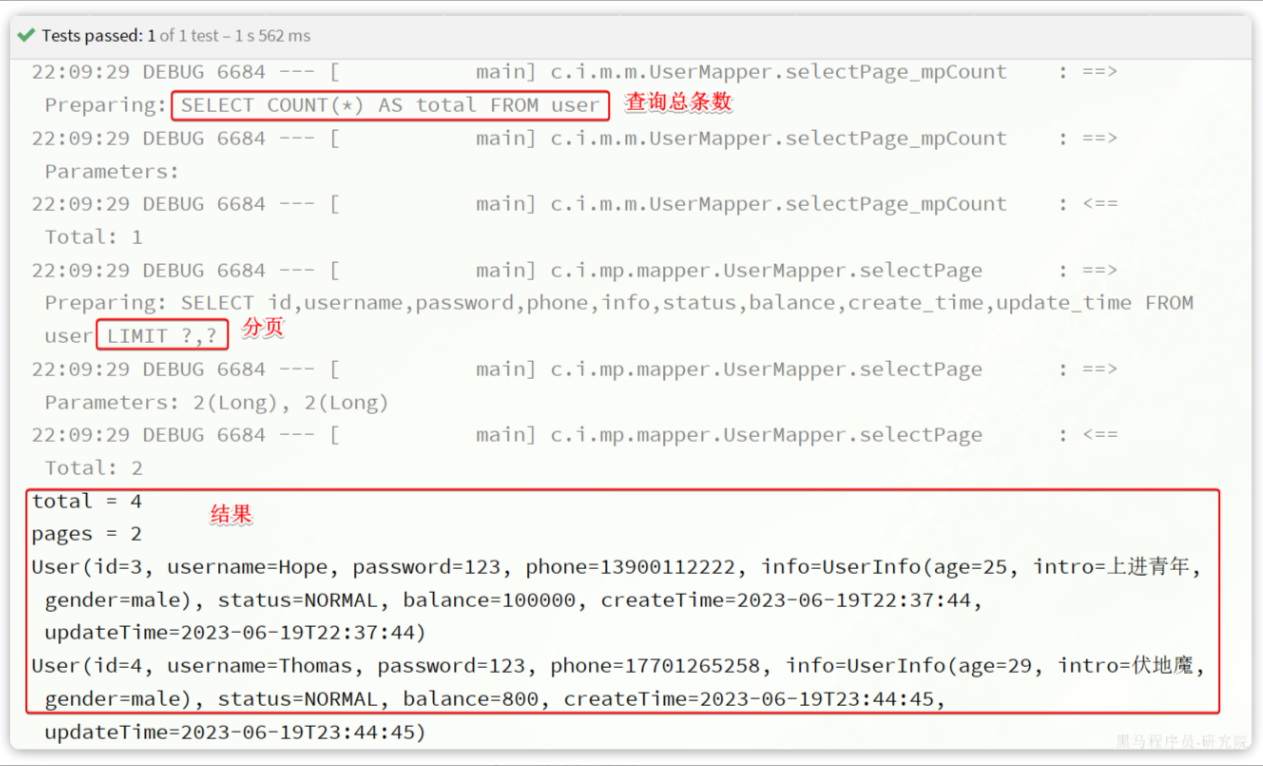 Tests passed: 1 of 1 test – 1 s 562 ms
22:09:29 DEBUG 6684 --- [           main] c.i.m.m.UserMapper.selectPage_mpCount    : ==>
Preparing: SELECT COUNT(*) AS total FROM user 查询总条数
22:09:29 DEBUG 6684 --- [           main] c.i.m.m.UserMapper.selectPage_mpCount    : ==>
Parameters:
22:09:29 DEBUG 6684 --- [           main] c.i.m.m.UserMapper.selectPage_mpCount    : <==
Total: 1
22:09:29 DEBUG 6684 --- [           main] c.i.mp.mapper.UserMapper.selectPage      : ==>
Preparing: SELECT id,username,password,phone,info,status,balance,create_time,update_time FROM
user LIMIT ?,? 分页
22:09:29 DEBUG 6684 --- [           main] c.i.mp.mapper.UserMapper.selectPage      : ==>
Parameters: 2(Long), 2(Long)
22:09:29 DEBUG 6684 --- [           main] c.i.mp.mapper.UserMapper.selectPage      : <==
Total: 2
total = 4
结果
pages = 2
User(id=3, username=Hope, password=123, phone=13900112222, info=UserInfo(age=25, intro=上进青年,
gender=male), status=NORMAL, balance=100000, createTime=2023-06-19T22:37:44,
updateTime=2023-06-19T22:37:44)
User(id=4, username=Thomas, password=123, phone=17701265258, info=UserInfo(age=29, intro=伏地魔,
gender=male), status=NORMAL, balance=800, createTime=2023-06-19T23:44:45,
updateTime=2023-06-19T23:44:45)
黑马程序员-研究院